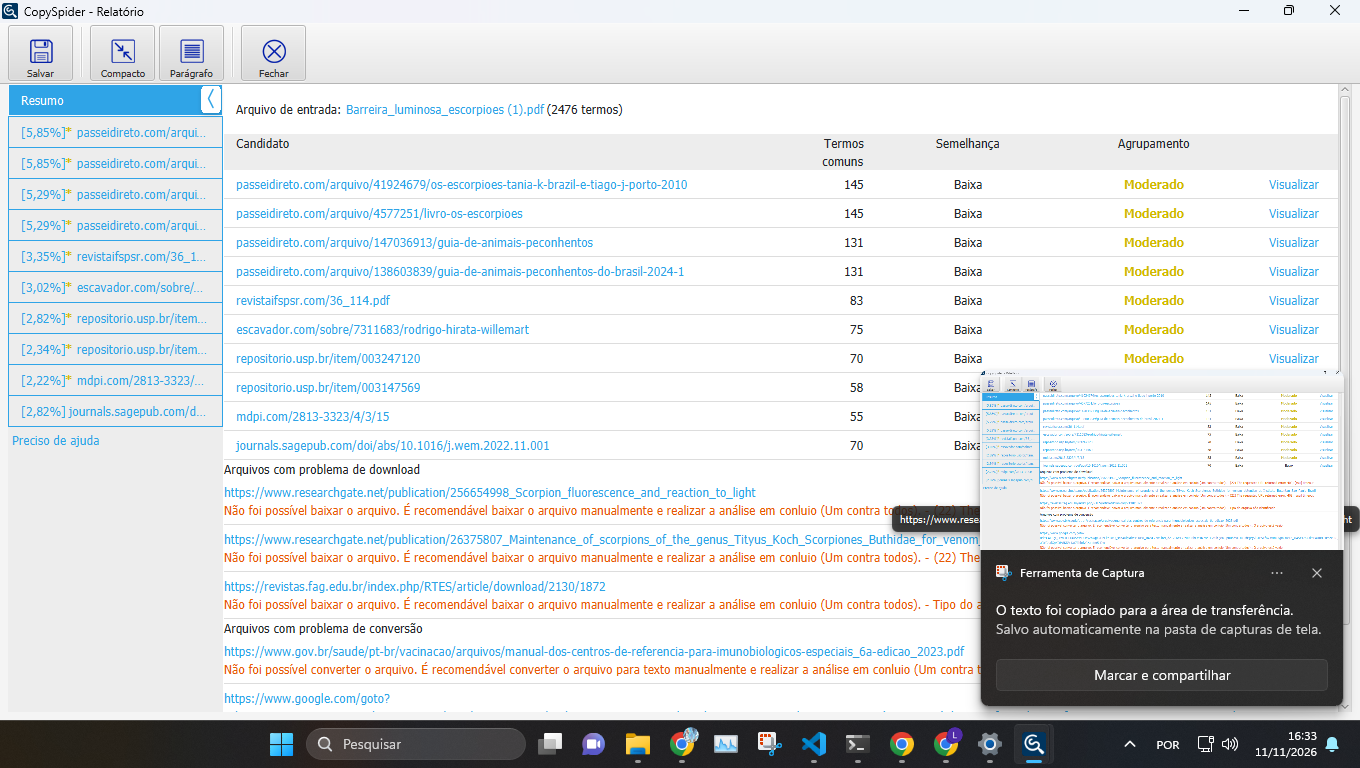 CopySpider - Relatório
Salvar
Compacto
Parágrafo
Fechar
Resumo
[5,85%]* passeidireto.com/arqui...
[5,85%]* passeidireto.com/arqui...
[5,29%]* passeidireto.com/arqui...
[5,29%]* passeidireto.com/arqui...
[3,35%]* revistaifspsr.com/36_1...
[3,02%]* escavador.com/sobre/...
[2,82%]* repositorio.usp.br/item...
[2,34%]* repositorio.usp.br/item...
[2,22%]* mdpi.com/2813-3323/...
[2,82%] journals.sagepub.com/d...
Preciso de ajuda
Arquivo de entrada: Barreira_luminosa_escorpioes (1).pdf (2476 termos)
Candidato Termos comuns Semelhança Agrupamento
passeidireto.com/arquivo/41924679/os-escorpioes-tania-k-brazil-e-tiago-j-porto-2010 145 Baixa Moderado Visualizar
passeidireto.com/arquivo/4577251/livro-os-escorpioes 145 Baixa Moderado Visualizar
passeidireto.com/arquivo/147036913/guia-de-animais-peconhentos 131 Baixa Moderado Visualizar
passeidireto.com/arquivo/138603839/guia-de-animais-peconhentos-do-brasil-2024-1 131 Baixa Moderado Visualizar
revistaifspsr.com/36_114.pdf 83 Baixa Moderado Visualizar
escavador.com/sobre/7311683/rodrigo-hirata-willemart 75 Baixa Moderado Visualizar
repositorio.usp.br/item/003247120 70 Baixa Moderado Visualizar
repositorio.usp.br/item/003147569 58
mdpi.com/2813-3323/4/3/15 55
journals.sagepub.com/doi/abs/10.1016/j.wem.2022.11.001 70
Arquivos com problema de download
https://www.researchgate.net/publication/256654998_Scorpion_fluorescence_and_reaction_to_light
Não foi possível baixar o arquivo. É recomendável baixar o arquivo manualmente e realizar a análise em conluio (Um contra todos). - (22) The
https://www.researchgate.net/publication/26375807_Maintenance_of_scorpions_of_the_genus_Tityus_Koch_Scorpiones_Buthidae_for_venom_
Não foi possível baixar o arquivo. É recomendável baixar o arquivo manualmente e realizar a análise em conluio (Um contra todos). - (22) The
https://revistas.fag.edu.br/index.php/RTES/article/download/2130/1872
Não foi possível baixar o arquivo. É recomendável baixar o arquivo manualmente e realizar a análise em conluio (Um contra todos). - Tipo do a
Arquivos com problema de conversão
https://www.gov.br/saude/pt-br/vacinacao/arquivos/manual-dos-centros-de-referencia-para-imunobiologicos-especiais_6a-edicao_2023.pdf
Não foi possível converter o arquivo. É recomendável converter o arquivo para texto manualmente e realizar a análise em conluio (Um contra t
https://www.google.com/goto?
https://www.rese
Ferramenta de Captura
O texto foi copiado para a área de transferência.
Salvo automaticamente na pasta de capturas de tela.
Marcar e compartilhar
Pesquisar
POR
16:33
11/11/2026